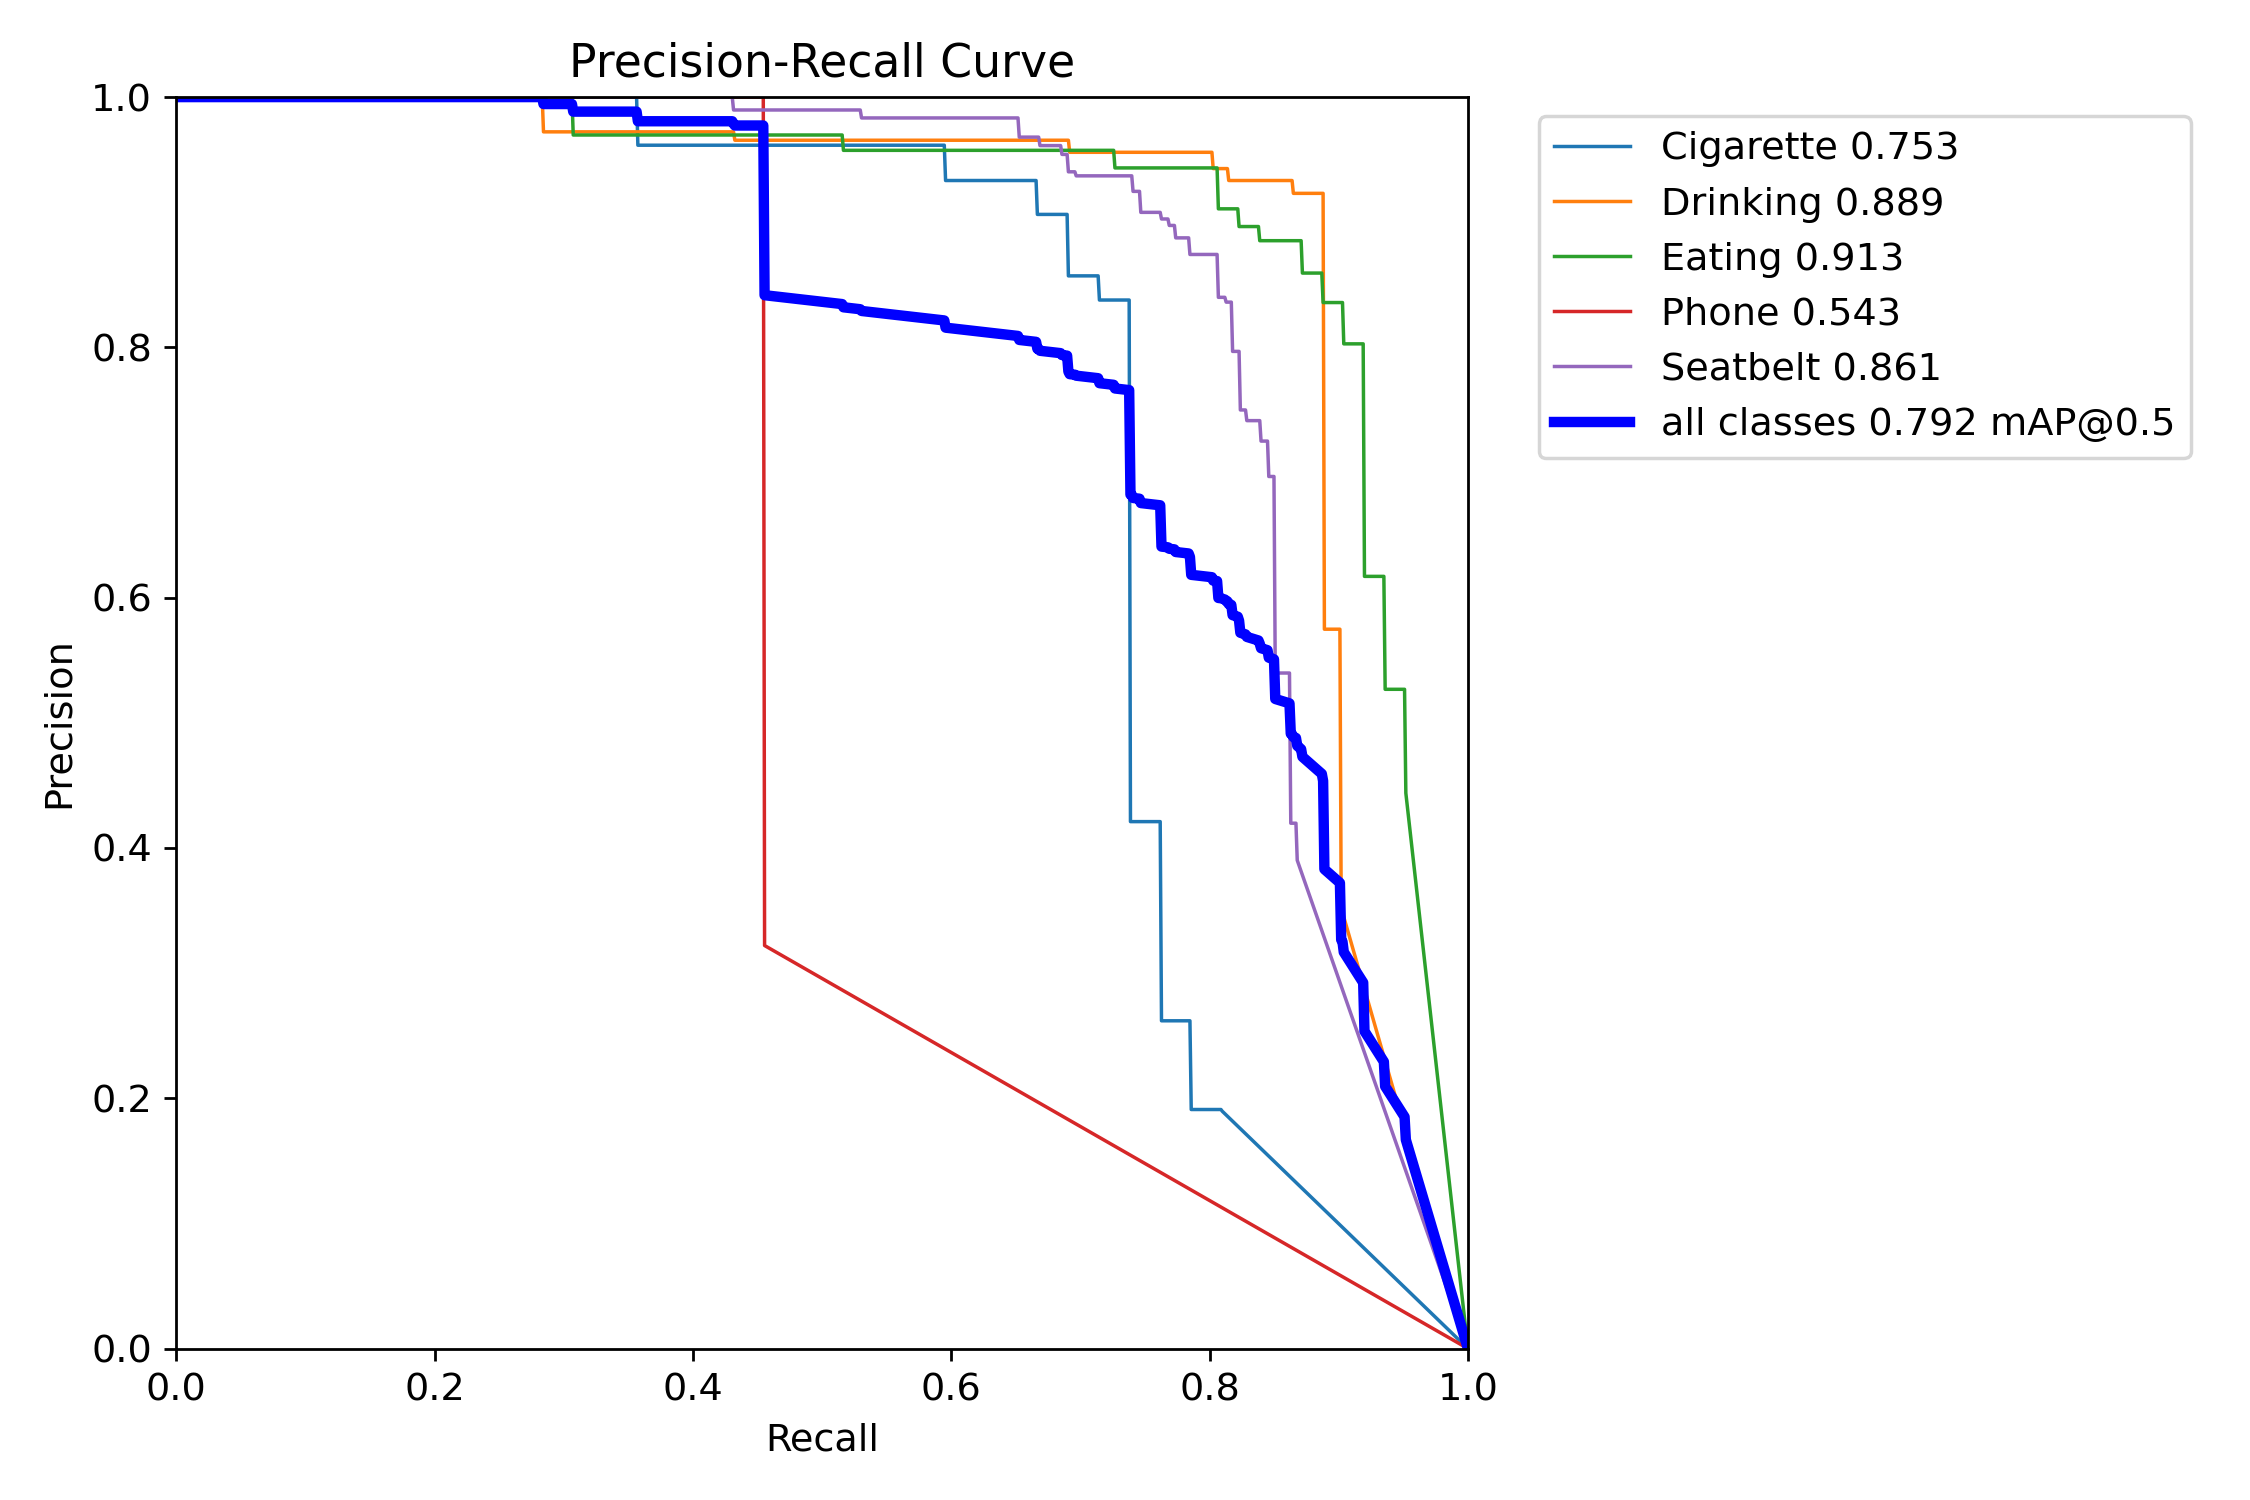 Precision-Recall Curve
1.0
0.8
0.6
0.4
0.2
0.0
Precision
0.0 0.2 0.4 0.6 0.8 1.0
Recall
Cigarette 0.753
Drinking 0.889
Eating 0.913
Phone 0.543
Seatbelt 0.861
all classes 0.792 mAP@0.5